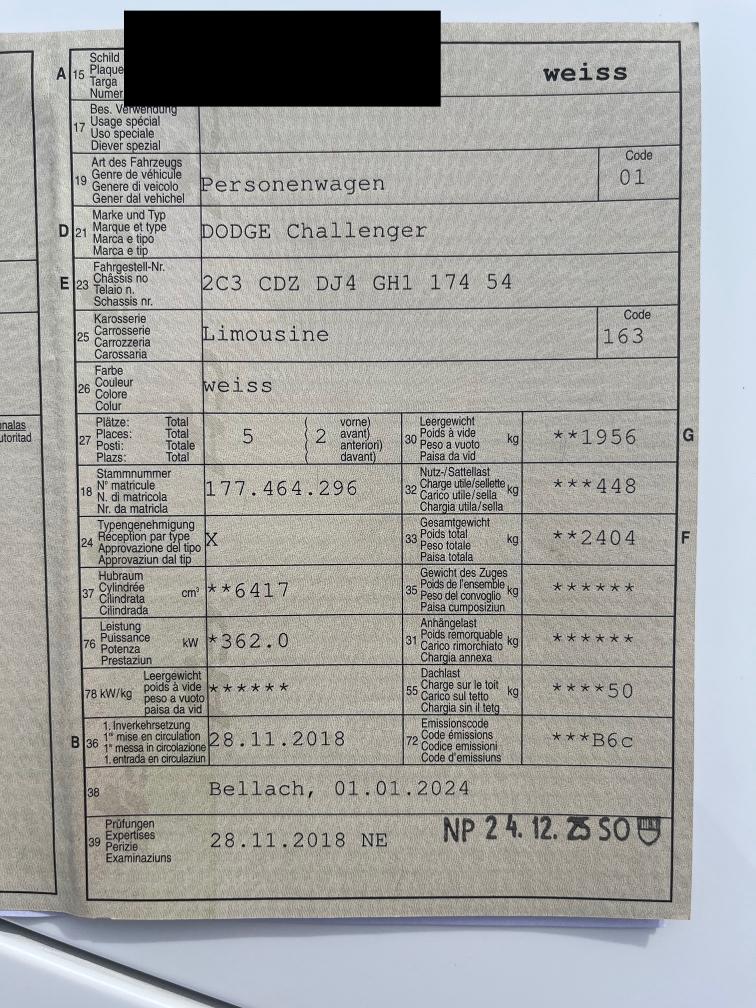 A 15 Schild
Plaque
Targa
Numer
weiss
17 Bes. Verwendung
Usage spécial
Uso speciale
Diever spezial
19 Art des Fahrzeugs
Genre de véhicule
Genere di veicolo
Gener dal vehichel
Personenwagen
Code
01
D 21 Marke und Typ
Marque et type
Marca e tipo
Marca e tip
DODGE Challenger
E 23 Fahrgestell-Nr.
Châssis no
Telaio n.
Schassis nr.
2C3 CDZ DJ4 GH1 174 54
25 Karosserie
Carrosserie
Carrozzeria
Carossaria
Limousine
Code
163
26 Farbe
Couleur
Colore
Colur
weiss
27 Plätze: Total
Places: Total
Posti: Totale
Plazs: Total
5 ( 2 vorne)
avant)
anteriori)
davant)
30 Leergewicht
Poids à vide
Peso a vuoto
Paisa da vid
kg
**1956
G
18 Stammnummer
N° matricule
N. di matricola
Nr. da matricla
177.464.296
32 Nutz-/Sattellast
Charge utile/sellette
Carico utile/sella
Chargia utila/sella
kg
***448
24 Typengenehmigung
Réception par type
Approvazione del tipo
Approvaziun dal tip
X
33 Gesamtgewicht
Poids total
Peso totale
Paisa totala
kg
**2404
F
37 Hubraum
Cylindrée
Cilindrata
Cilindrada
cm³
**6417
35 Gewicht des Zuges
Poids de l'ensemble
Peso del convoglio
Paisa cumposiziun
kg
******
76 Leistung
Puissance
Potenza
Prestaziun
kW
*362.0
31 Anhängelast
Poids remorquable
Carico rimorchiato
Chargia annexa
kg
******
78 kW/kg Leergewicht
poids à vide
peso a vuoto
paisa da vid
******
55 Dachlast
Charge sur le toit
Carico sul tetto
Chargia sin il tetg
kg
****50
B 36 1. Inverkehrsetzung
1re mise en circulation
1a messa in circolazione
1. entrada en circulaziun
28.11.2018
72 Emissionscode
Code émissions
Codice emissioni
Code d'emissiuns
***B6c
38 Bellach, 01.01.2024
39 Prüfungen
Expertises
Perizie
Examinaziuns
28.11.2018 NE
NP 24.12. 25 SO